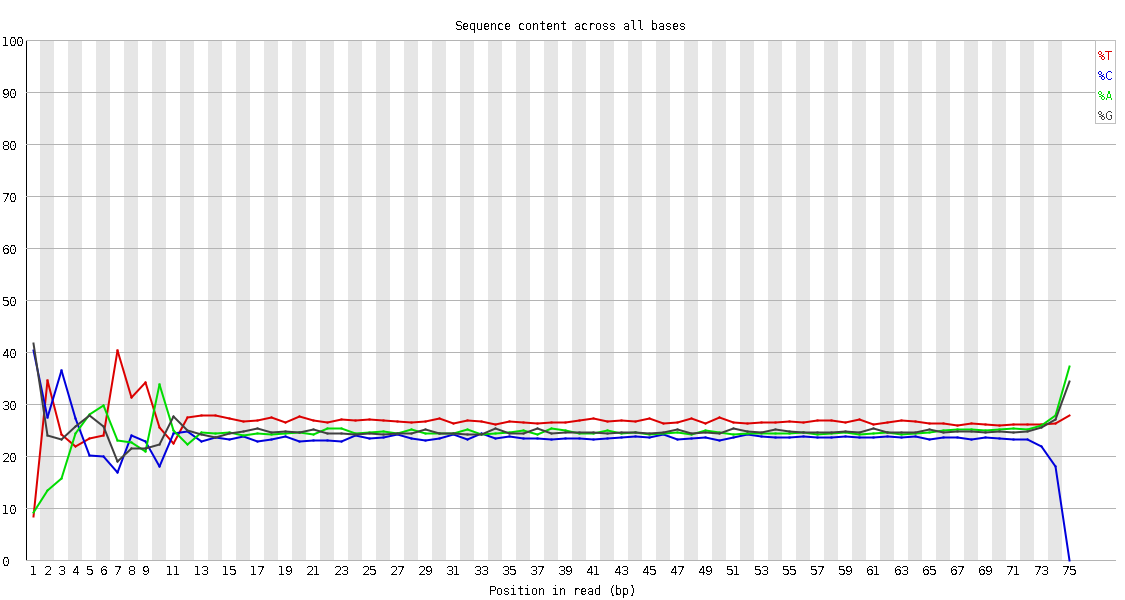 Sequence content across all bases
100
90
80
70
60
50
40
30
20
10
0
%T
%C
%A
%G
1 2 3 4 5 6 7 8 9 11 13 15 17 19 21 23 25 27 29 31 33 35 37 39 41 43 45 47 49 51 53 55 57 59 61 63 65 67 69 71 73 75
Position in read (bp)